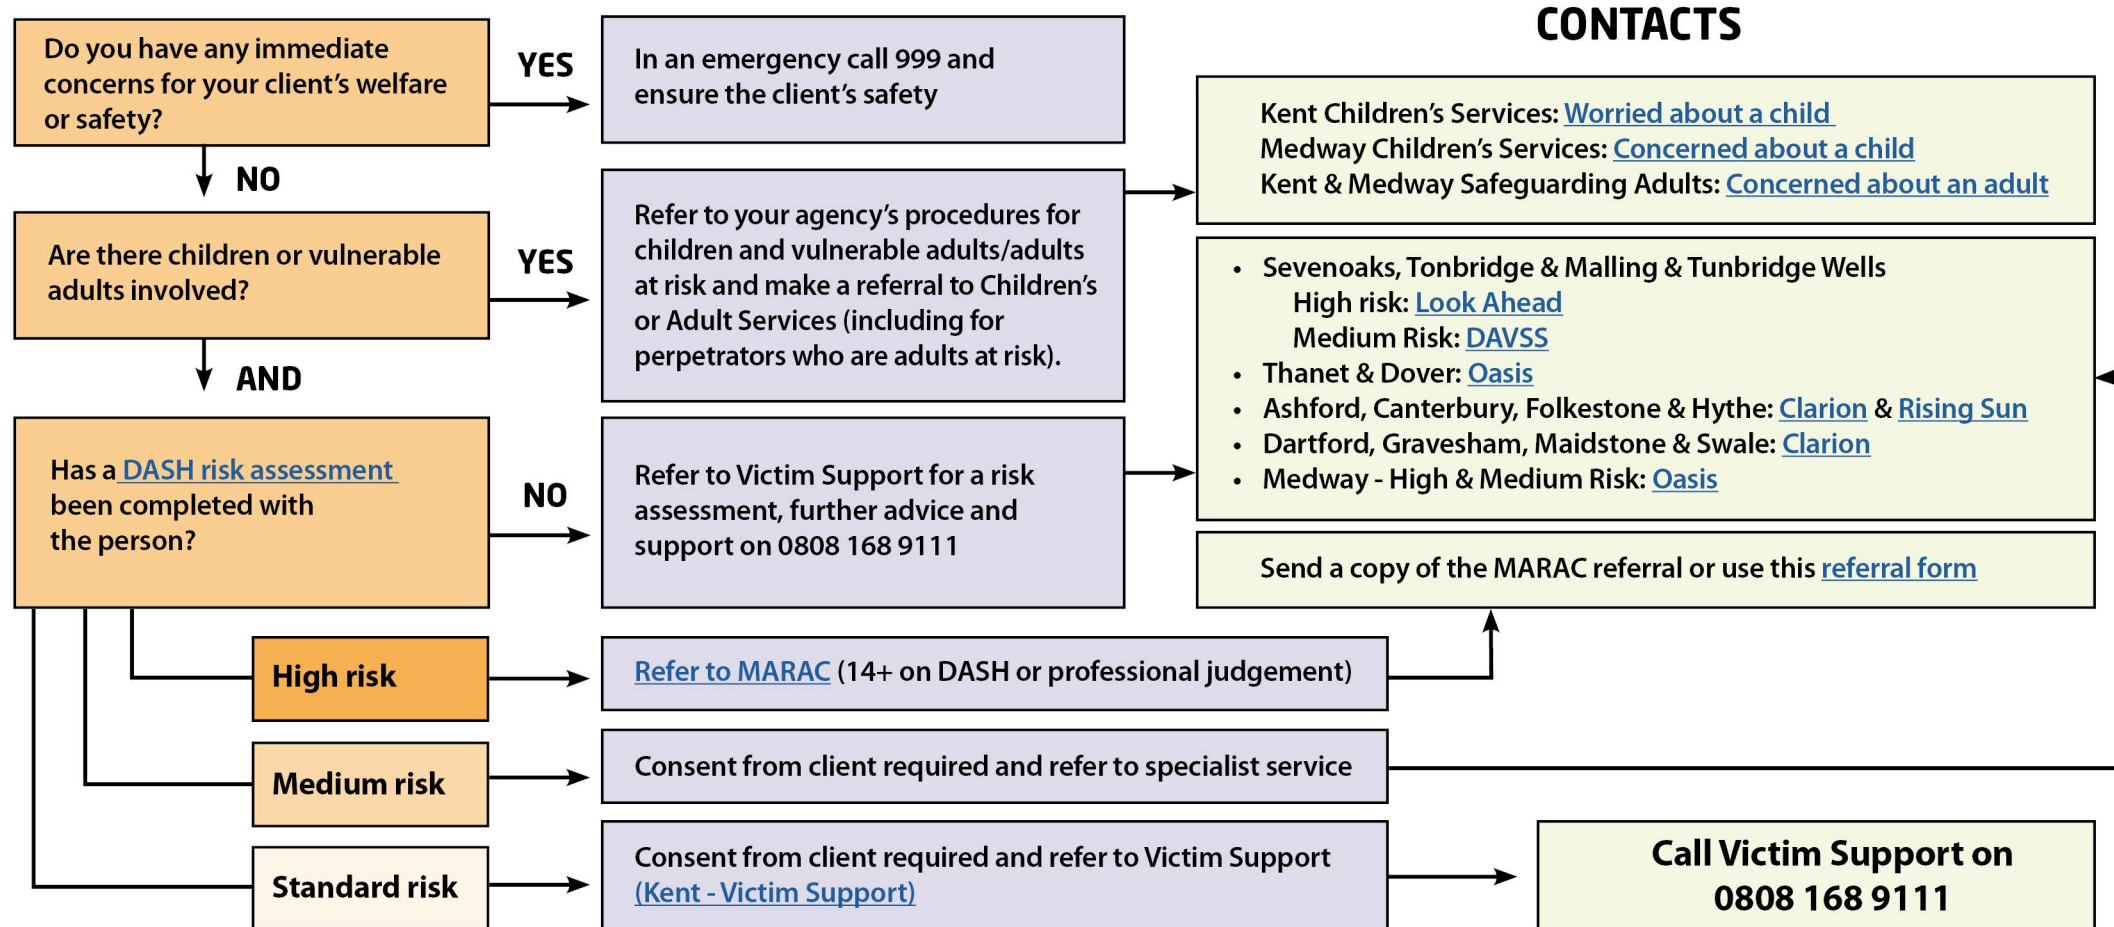 CONTACTS
Do you have any immediate
concerns for your client’s welfare
or safety?
YES
In an emergency call 999 and
ensure the client’s safety
NO
Are there children or vulnerable
adults involved?
YES
Refer to your agency’s procedures for
children and vulnerable adults/adults
at risk and make a referral to Children’s
or Adult Services (including for
perpetrators who are adults at risk).
Kent Children’s Services: Worried about a child
Medway Children’s Services: Concerned about a child
Kent & Medway Safeguarding Adults: Concerned about an adult
AND
Has a DASH risk assessment
been completed with
the person?
NO
Refer to Victim Support for a risk
assessment, further advice and
support on 0808 168 9111
• Sevenoaks, Tonbridge & Malling & Tunbridge Wells
High risk: Look Ahead
Medium Risk: DAVSS
• Thanet & Dover: Oasis
• Ashford, Canterbury, Folkestone & Hythe: Clarion & Rising Sun
• Dartford, Gravesham, Maidstone & Swale: Clarion
• Medway - High & Medium Risk: Oasis
High risk
Refer to MARAC (14+ on DASH or professional judgement)
Send a copy of the MARAC referral or use this referral form
Medium risk
Consent from client required and refer to specialist service
Standard risk
Consent from client required and refer to Victim Support
(Kent - Victim Support)
Call Victim Support on
0808 168 9111